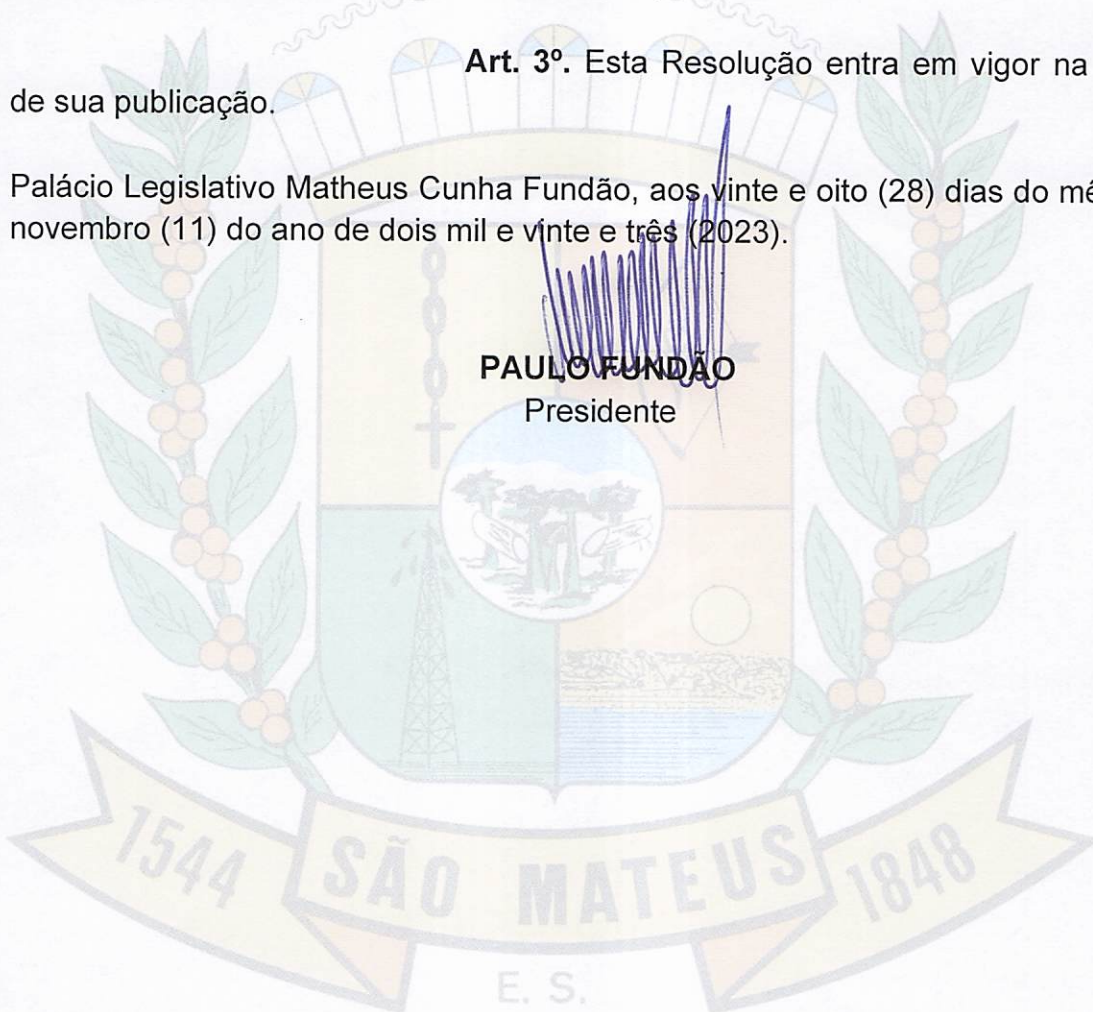 Art. 3º. Esta Resolução entra em vigor na
de sua publicação.
Palácio Legislativo Matheus Cunha Fundão, aos vinte e oito (28) dias do mê
novembro (11) do ano de dois mil e vinte e três (2023).
PAULO FUNDÃO
Presidente
1544 SÃO MATEUS 1848
E. S.